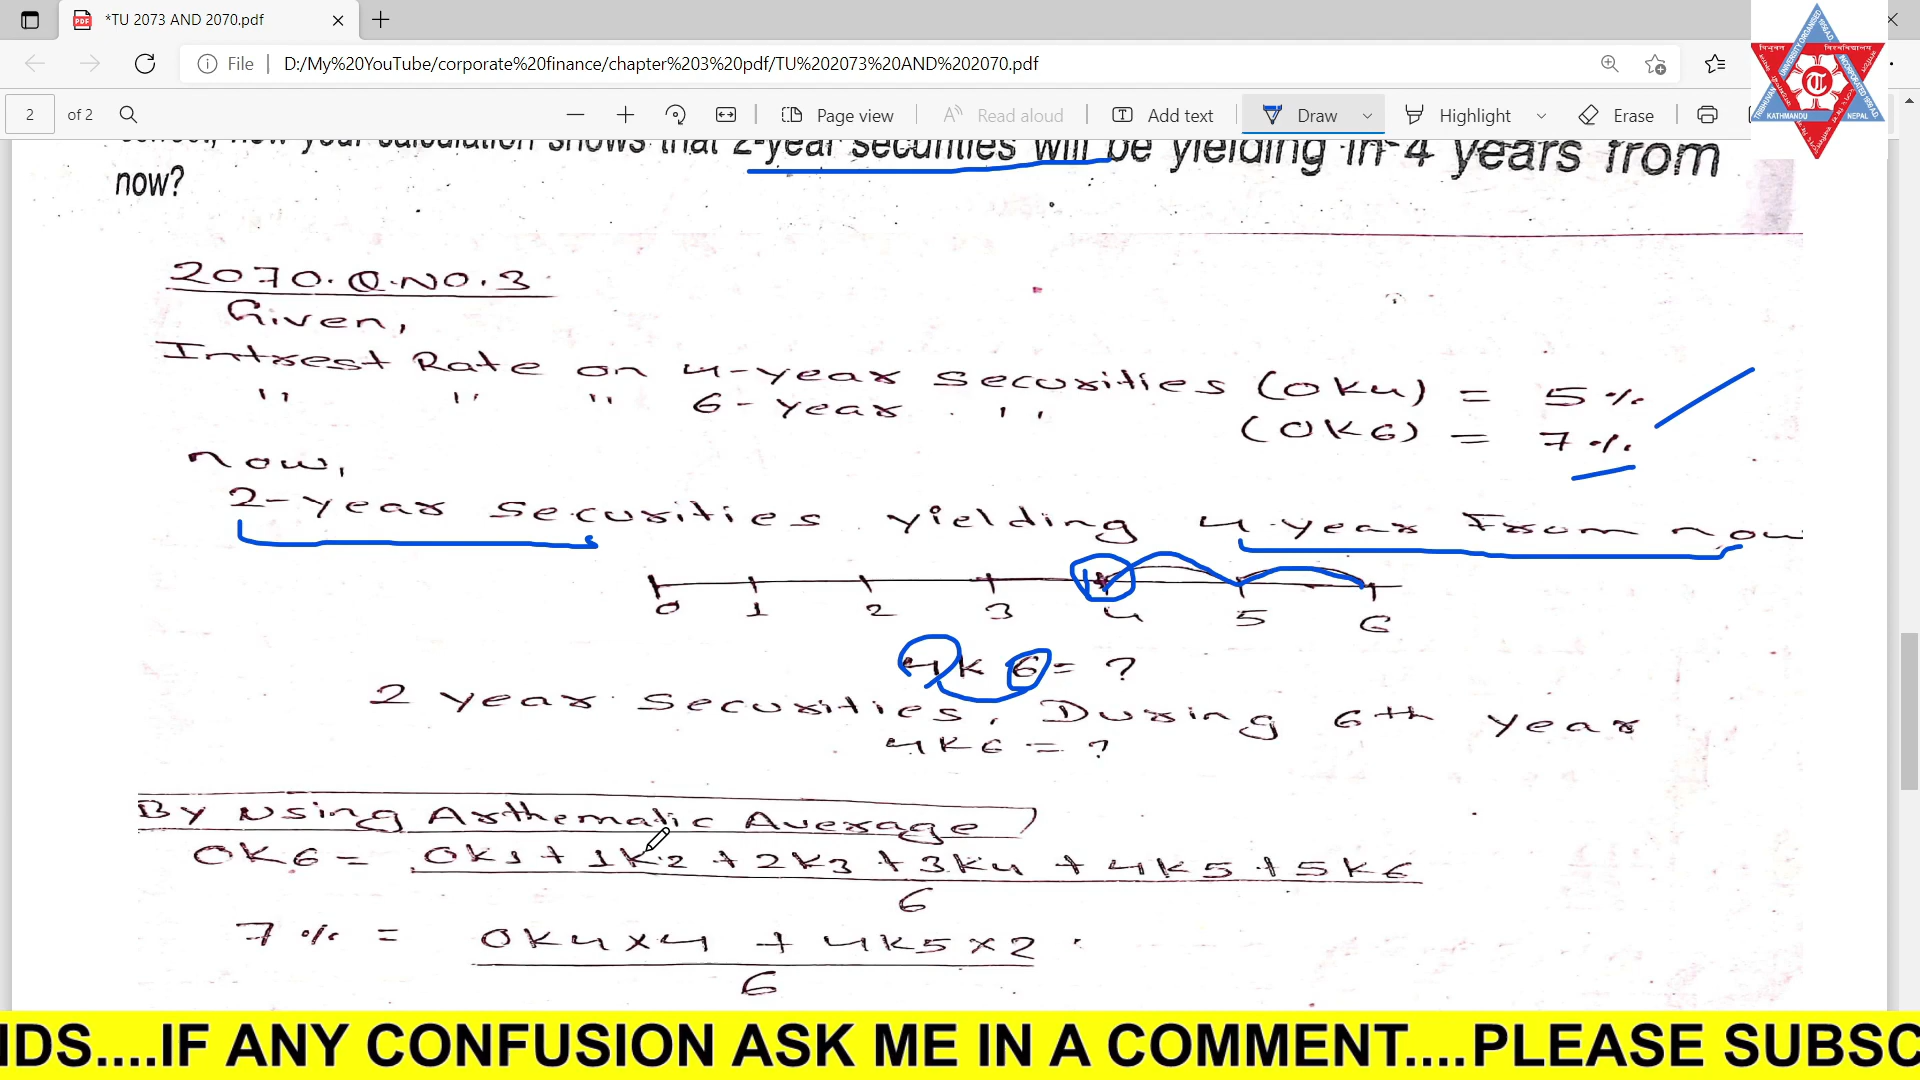 *TU 2073 AND 2070.pdf
File
D:/My%20YouTube/corporate%20finance/chapter%203%20pdf/TU%202073%20AND%202070.pdf
2 of 2
Page view
Read aloud
Add text
Draw
Highlight
Erase
KATHMANDU NEPAL
calculation shows that 2-year securities will be yielding in 4 years from
now?
2070.Q.NO.3
Given,
Intrest Rate on 4-year securities (0K4) = 5%
" " " 6-year " (0K6) = 7%
now,
2-year securities yielding 4 year From now
0 1 2 3 4 5 6
4K6 = ?
2 year securities, During 6th year
4K6 = ?
By Using Arthematic Average
0K6 = 0K1 + 1K2 + 2K3 + 3K4 + 4K5 + 5K6
6
7% = 0K4×4 + 4K5×2
6
NDS....IF ANY CONFUSION ASK ME IN A COMMENT....PLEASE SUBSC